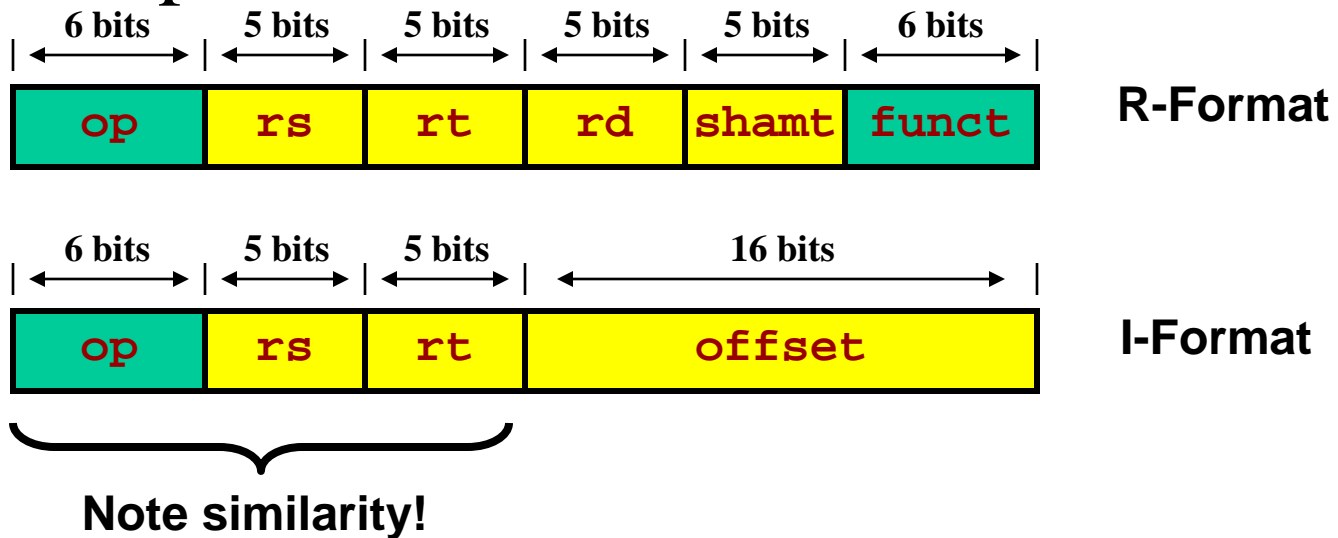 6 bits 5 bits 5 bits 5 bits 5 bits 6 bits
op rs rt rd shamt funct R-Format
6 bits 5 bits 5 bits 16 bits
op rs rt offset I-Format
Note similarity!